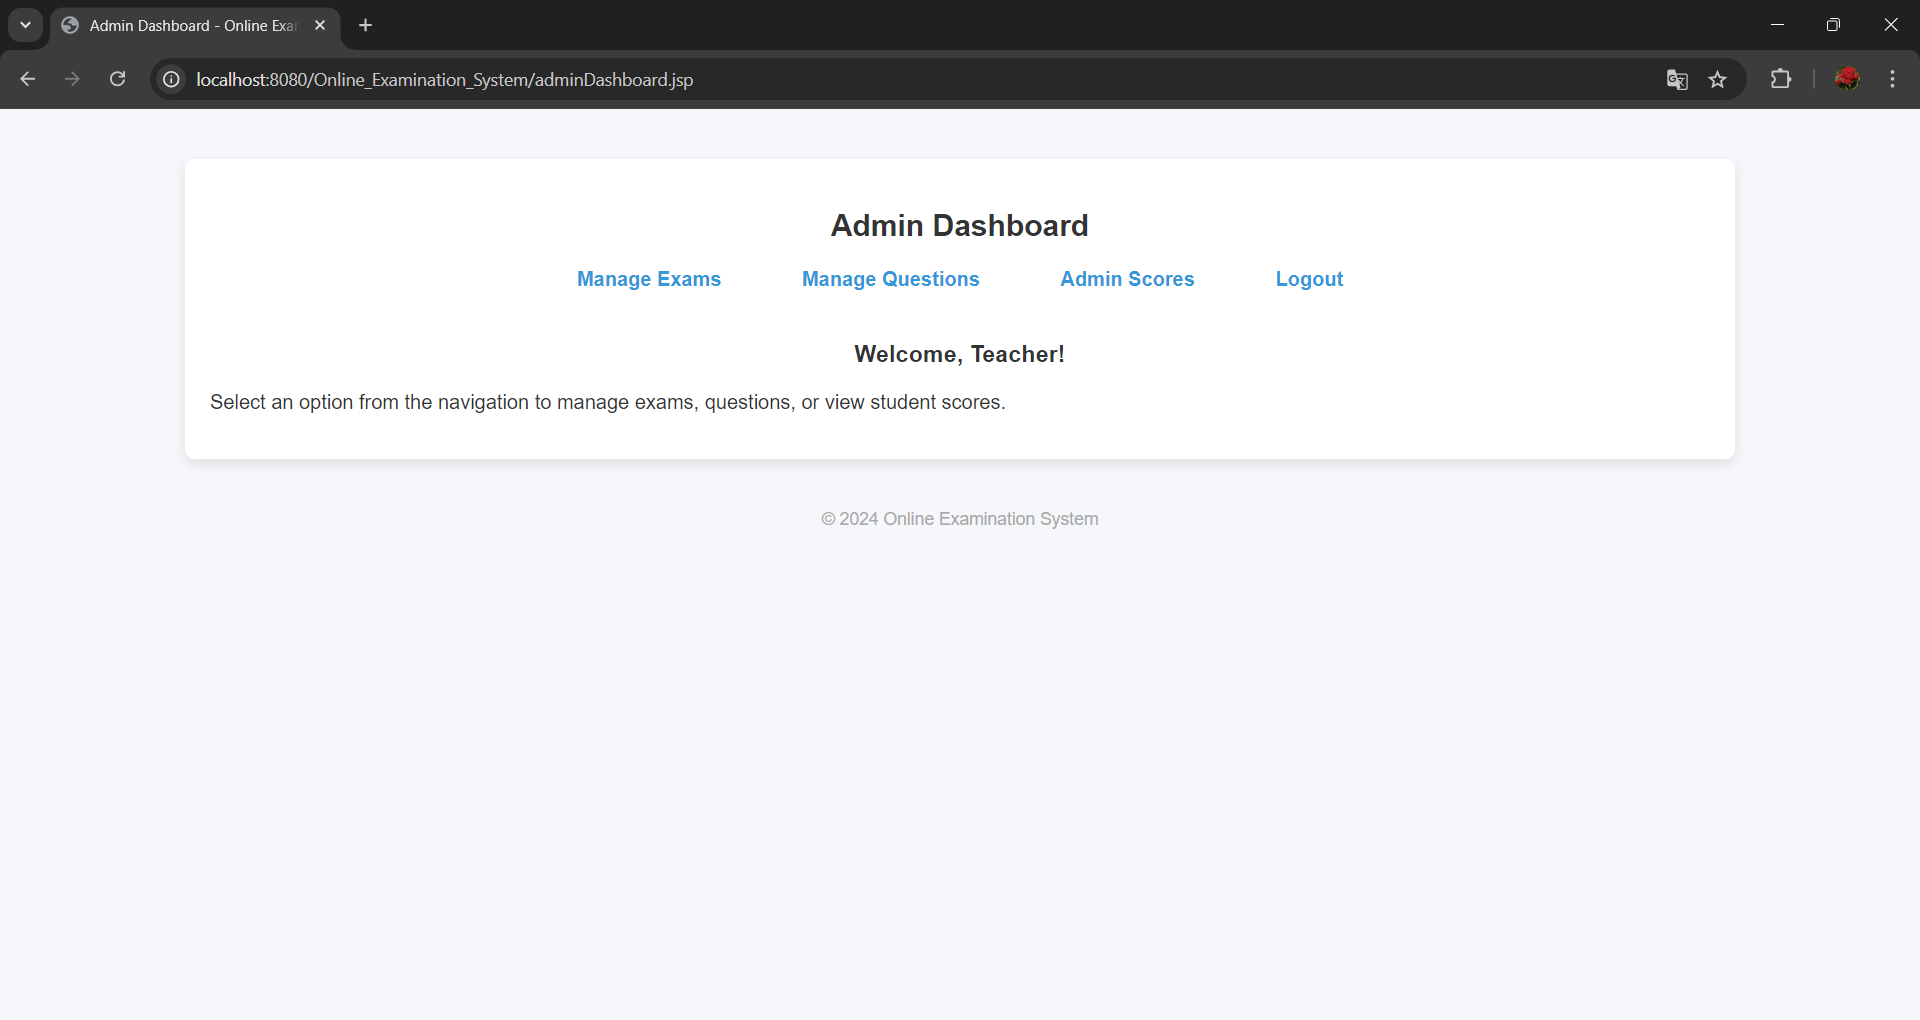 Admin Dashboard - Online Exa
localhost:8080/Online_Examination_System/adminDashboard.jsp
Admin Dashboard
Manage Exams Manage Questions Admin Scores Logout
Welcome, Teacher!
Select an option from the navigation to manage exams, questions, or view student scores.
© 2024 Online Examination System